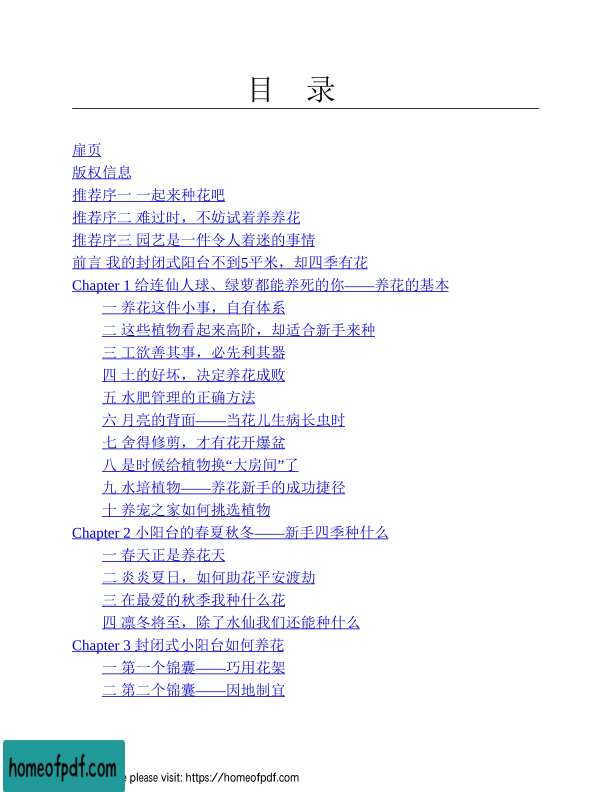 目 录
扉页
版权信息
推荐序一 一起来种花吧
推荐序二 难过时，不妨试着养养花
推荐序三 园艺是一件令人着迷的事情
前言 我的封闭式阳台不到5平米，却四季有花
Chapter 1 给连仙人球、绿萝都能养死的你——养花的基本
一 养花这件小事，自有体系
二 这些植物看起来高阶，却适合新手来种
三 工欲善其事，必先利其器
四 土的好坏，决定养花成败
五 水肥管理的正确方法
六 月亮的背面——当花儿生病长虫时
七 舍得修剪，才有花开爆盆
八 是时候给植物换“大房间”了
九 水培植物——养花新手的成功捷径
十 养宠之家如何挑选植物
Chapter 2 小阳台的春夏秋冬——新手四季种什么
一 春天正是养花天
二 炎炎夏日，如何助花平安渡劫
三 在最爱的秋季我种什么花
四 凛冬将至，除了水仙我们还能种什么
Chapter 3 封闭式小阳台如何养花
一 第一个锦囊——巧用花架
二 第二个锦囊——因地制宜
homeofpdf.com
please visit: https://homeofpdf.com